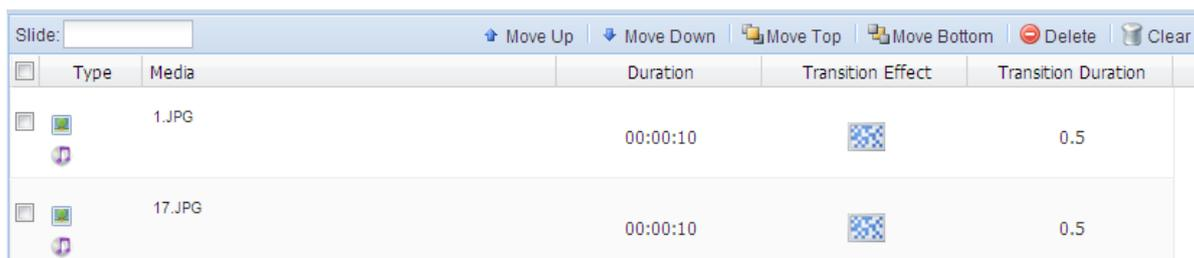 Slide: Move Up Move Down Move Top Move Bottom Delete Clear
Type Media Duration Transition Effect Transition Duration
1.JPG 00:00:10 0.5
17.JPG 00:00:10 0.5